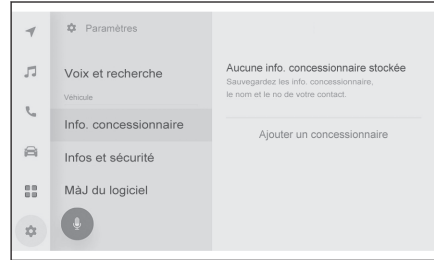 Paramètres
Voix et recherche
Véhicule
Info. concessionnaire
Infos et sécurité
MàJ du logiciel
Aucune info. concessionnaire stockée
Sauvegardez les info. concessionnaire,
le nom et le no de votre contact.
Ajouter un concessionnaire